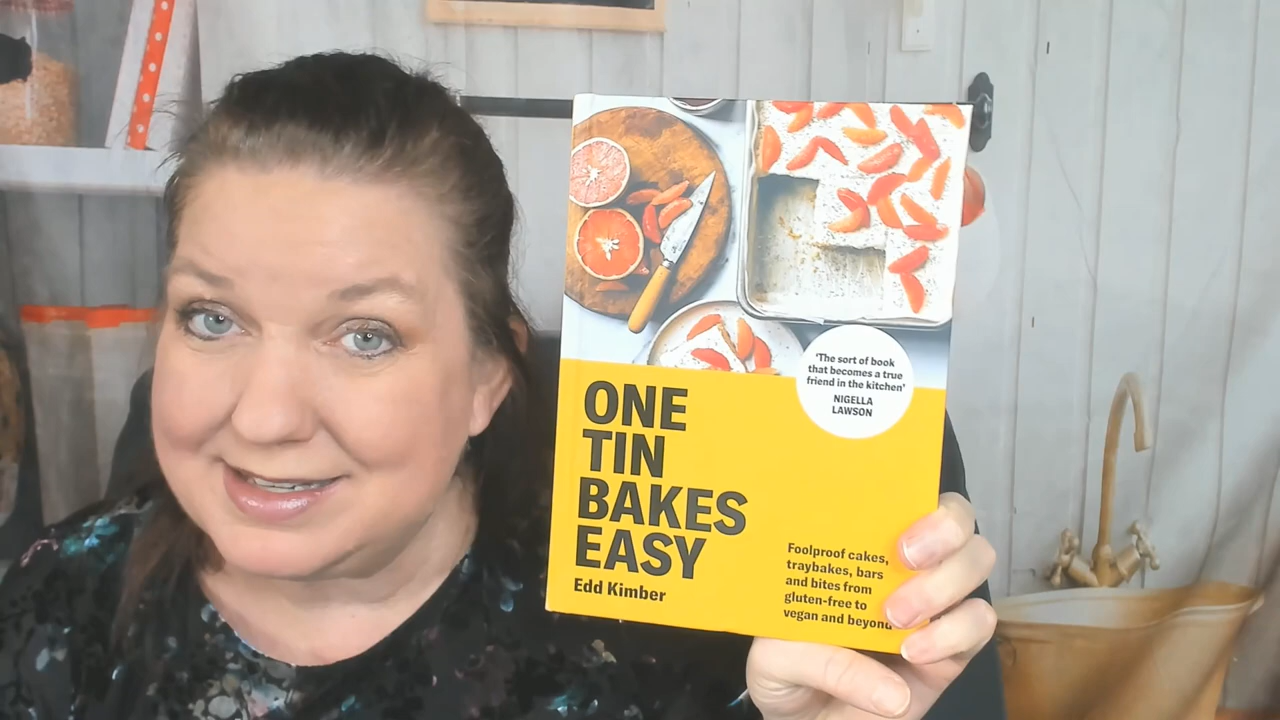 'The sort of book
that becomes a true
friend in the kitchen'
NIGELLA
LAWSON
ONE
TIN
BAKES
EASY
Edd Kimber
Foolproof cakes,
traybakes, bars
and bites from
gluten-free to
vegan and beyond